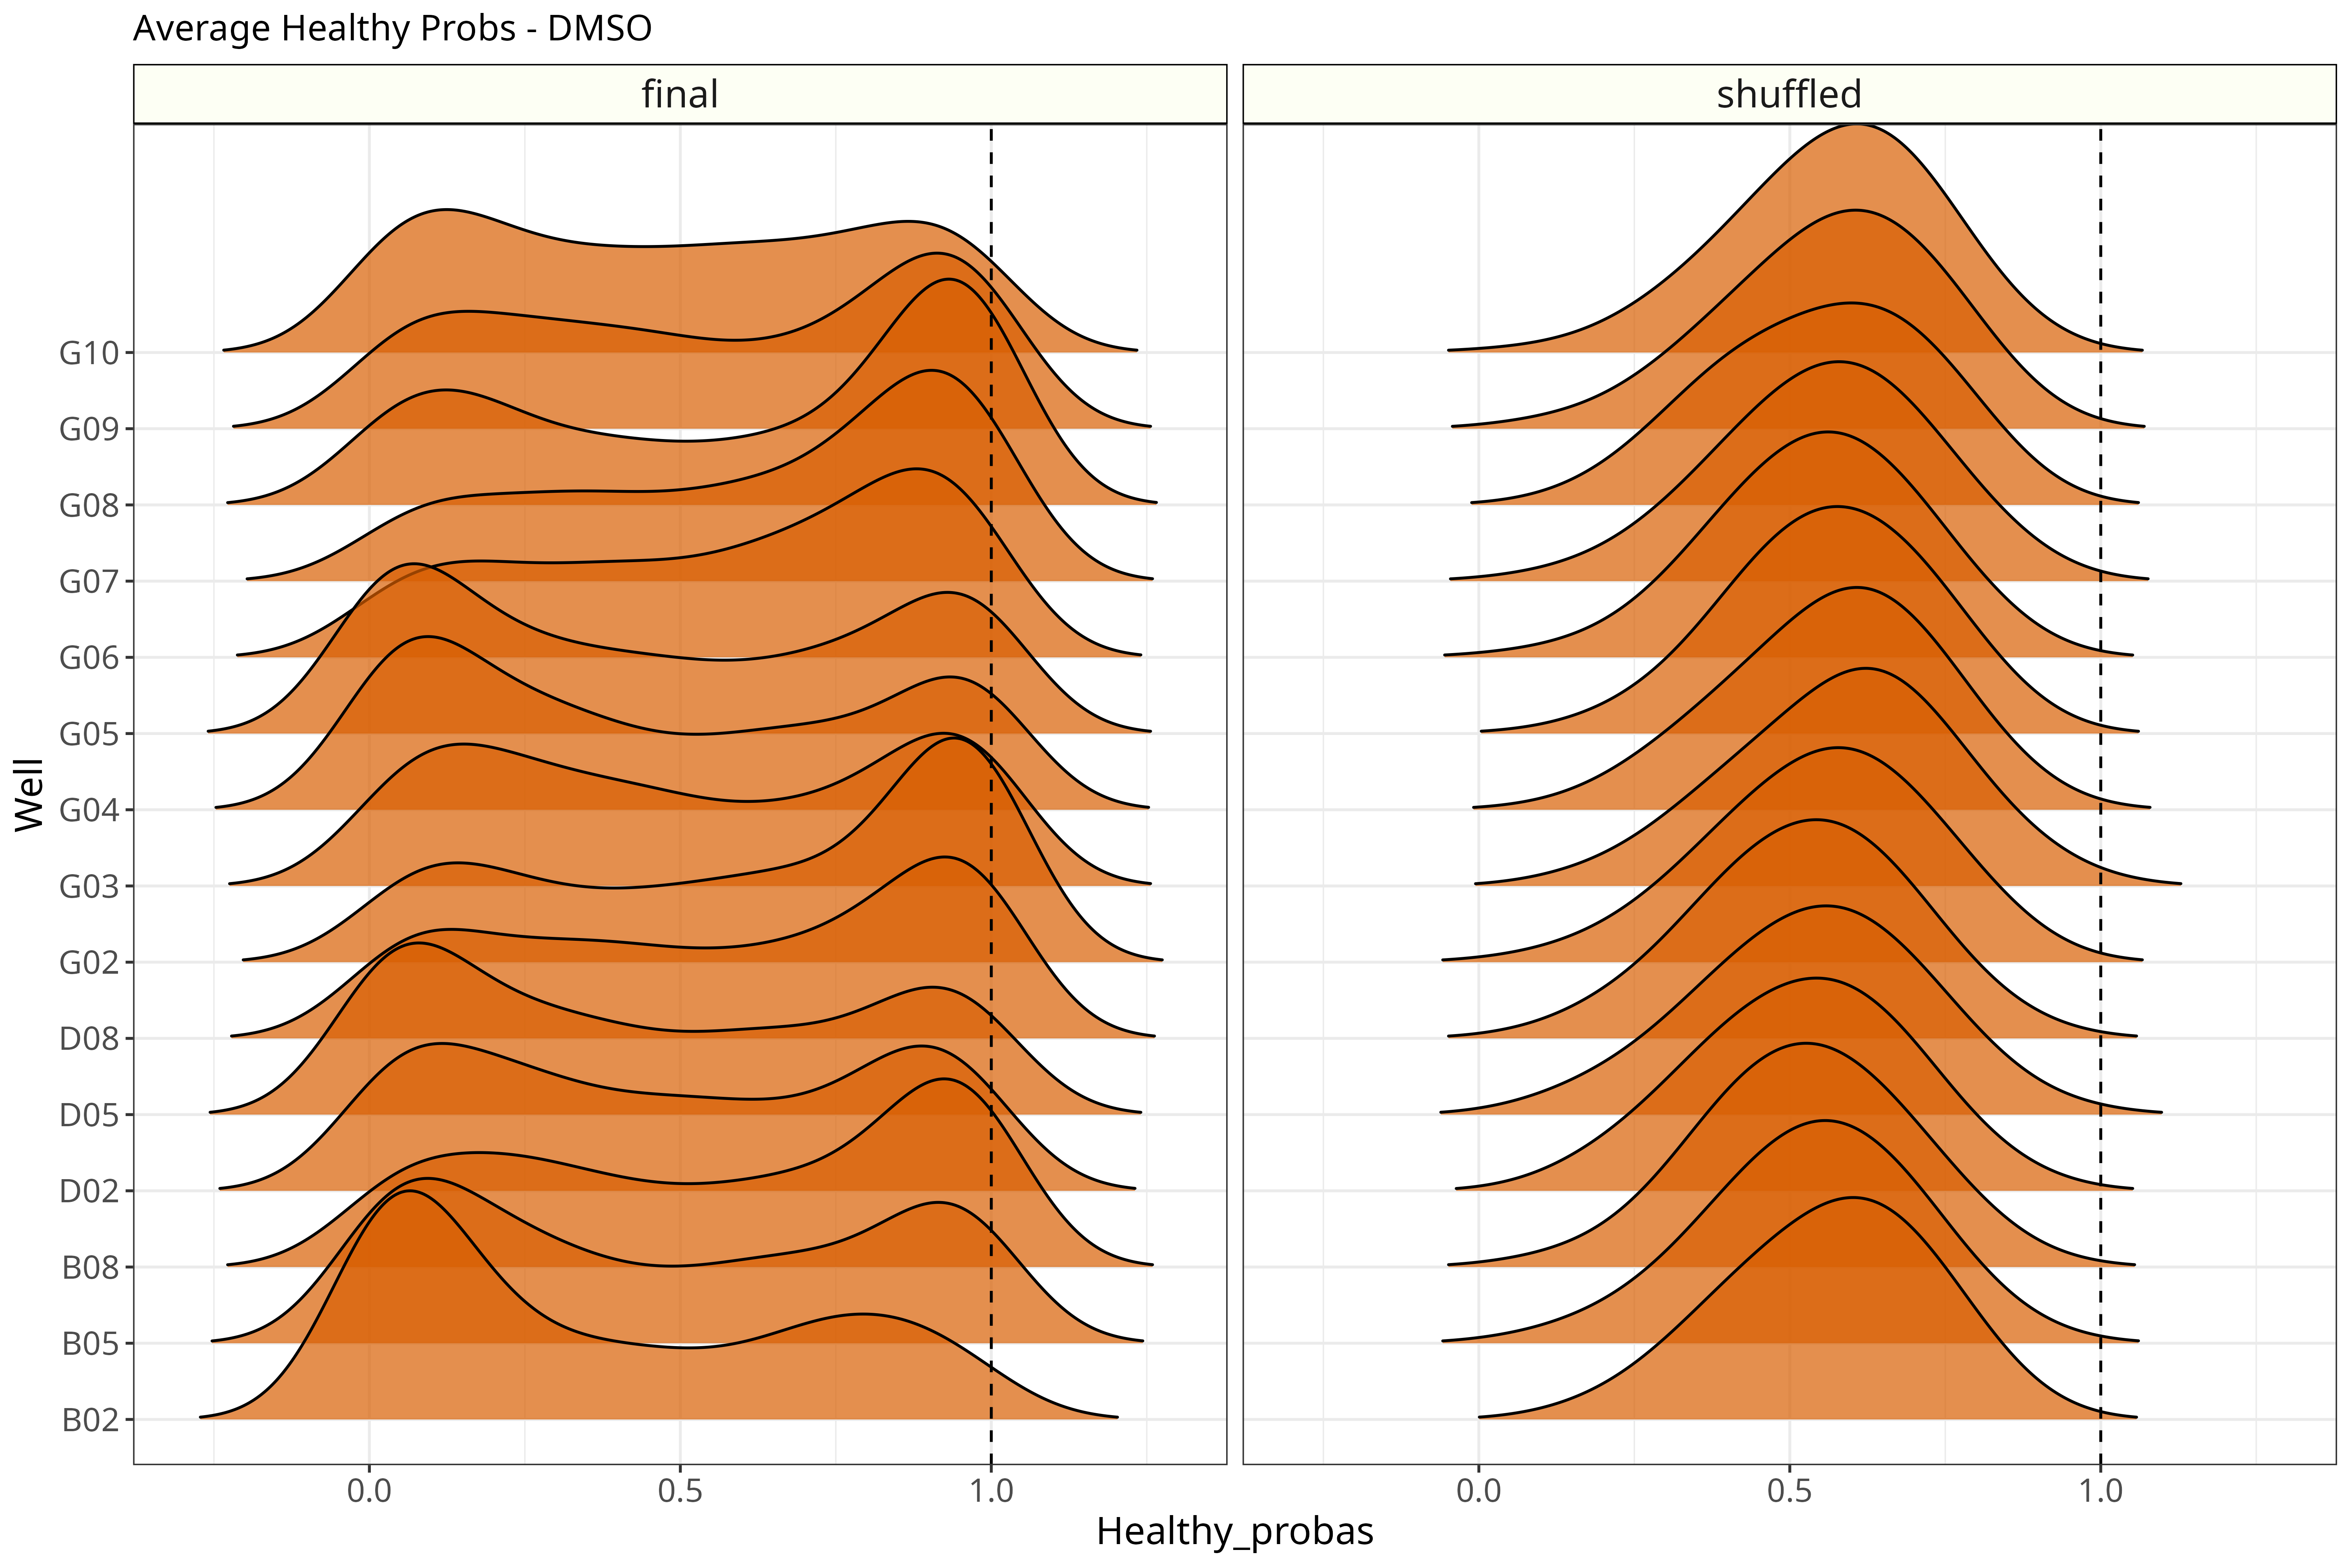 Average Healthy Probs - DMSO
final
shuffled
Well
G10
G09
G08
G07
G06
G05
G04
G03
G02
D08
D05
D02
B08
B05
B02
0.0 0.5 1.0
0.0 0.5 1.0
Healthy_probas